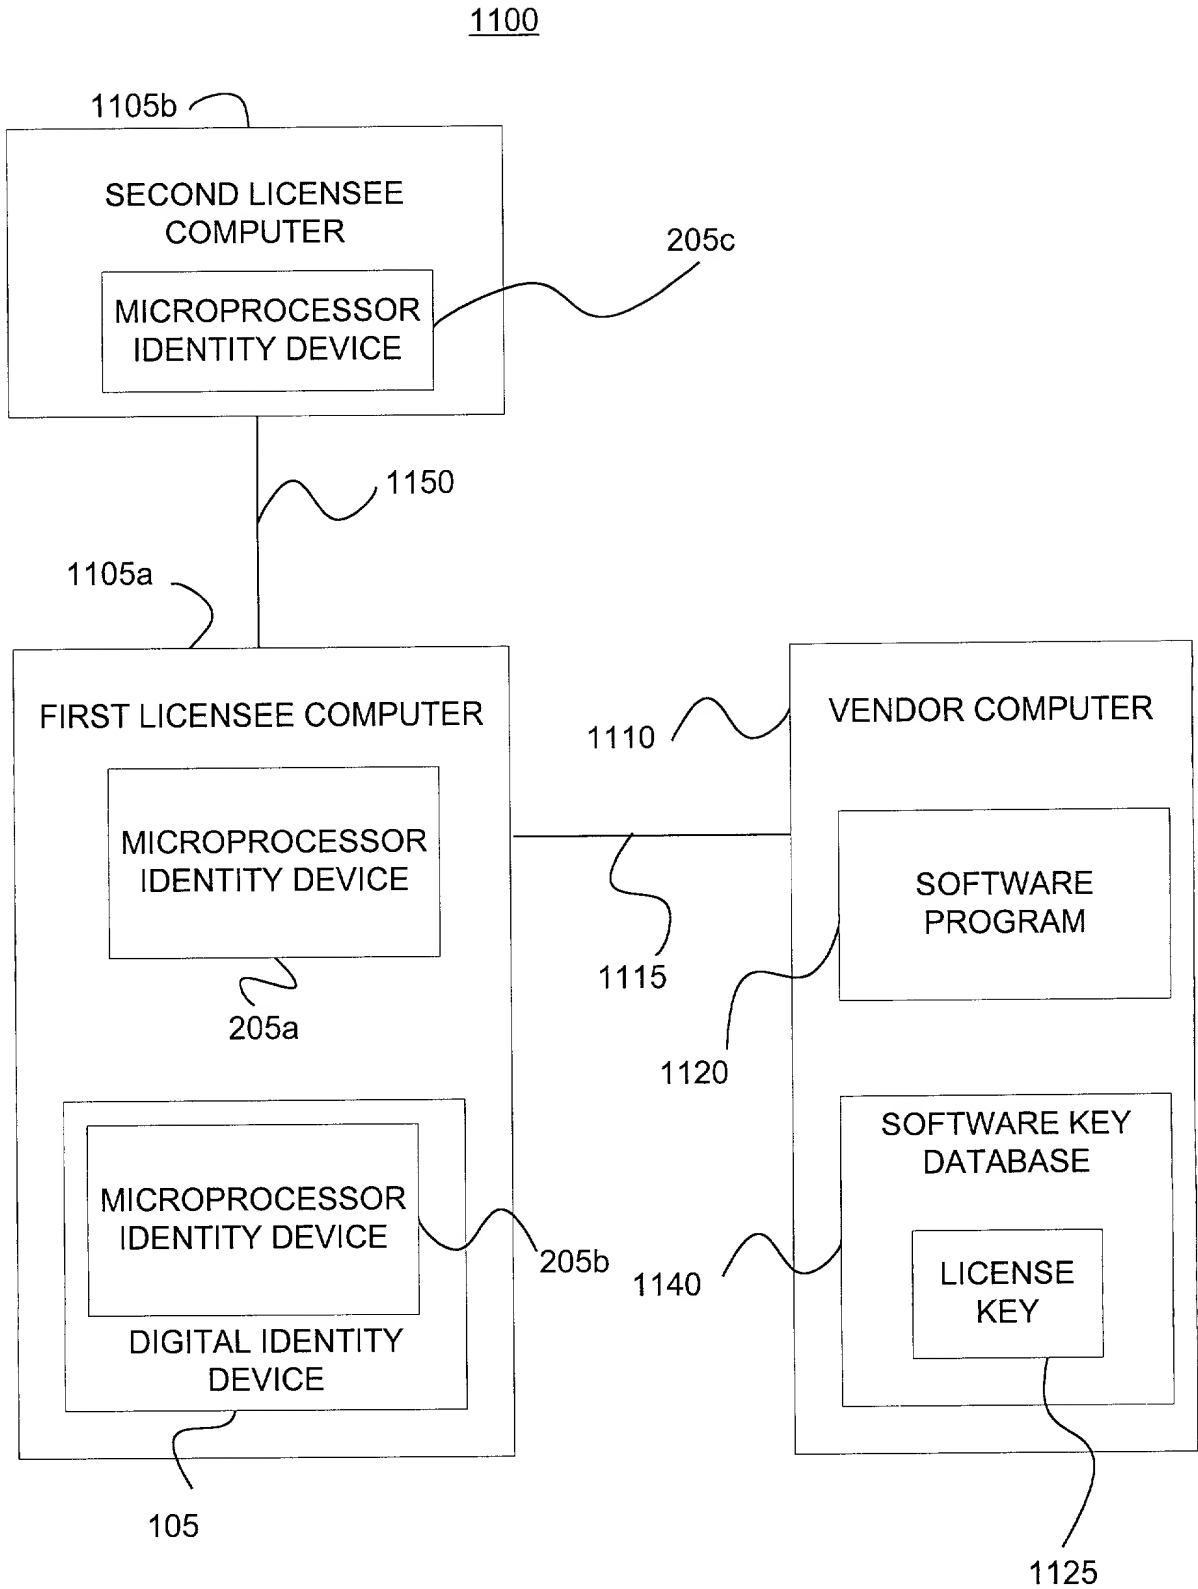 1100
1105b
SECOND LICENSEE
COMPUTER
205c
MICROPROCESSOR
IDENTITY DEVICE
1150
1105a
FIRST LICENSEE COMPUTER
1110
VENDOR COMPUTER
MICROPROCESSOR
IDENTITY DEVICE
SOFTWARE
PROGRAM
1115
205a
1120
SOFTWARE KEY
DATABASE
MICROPROCESSOR
IDENTITY DEVICE
205b
1140
LICENSE
KEY
DIGITAL IDENTITY
DEVICE
105
1125